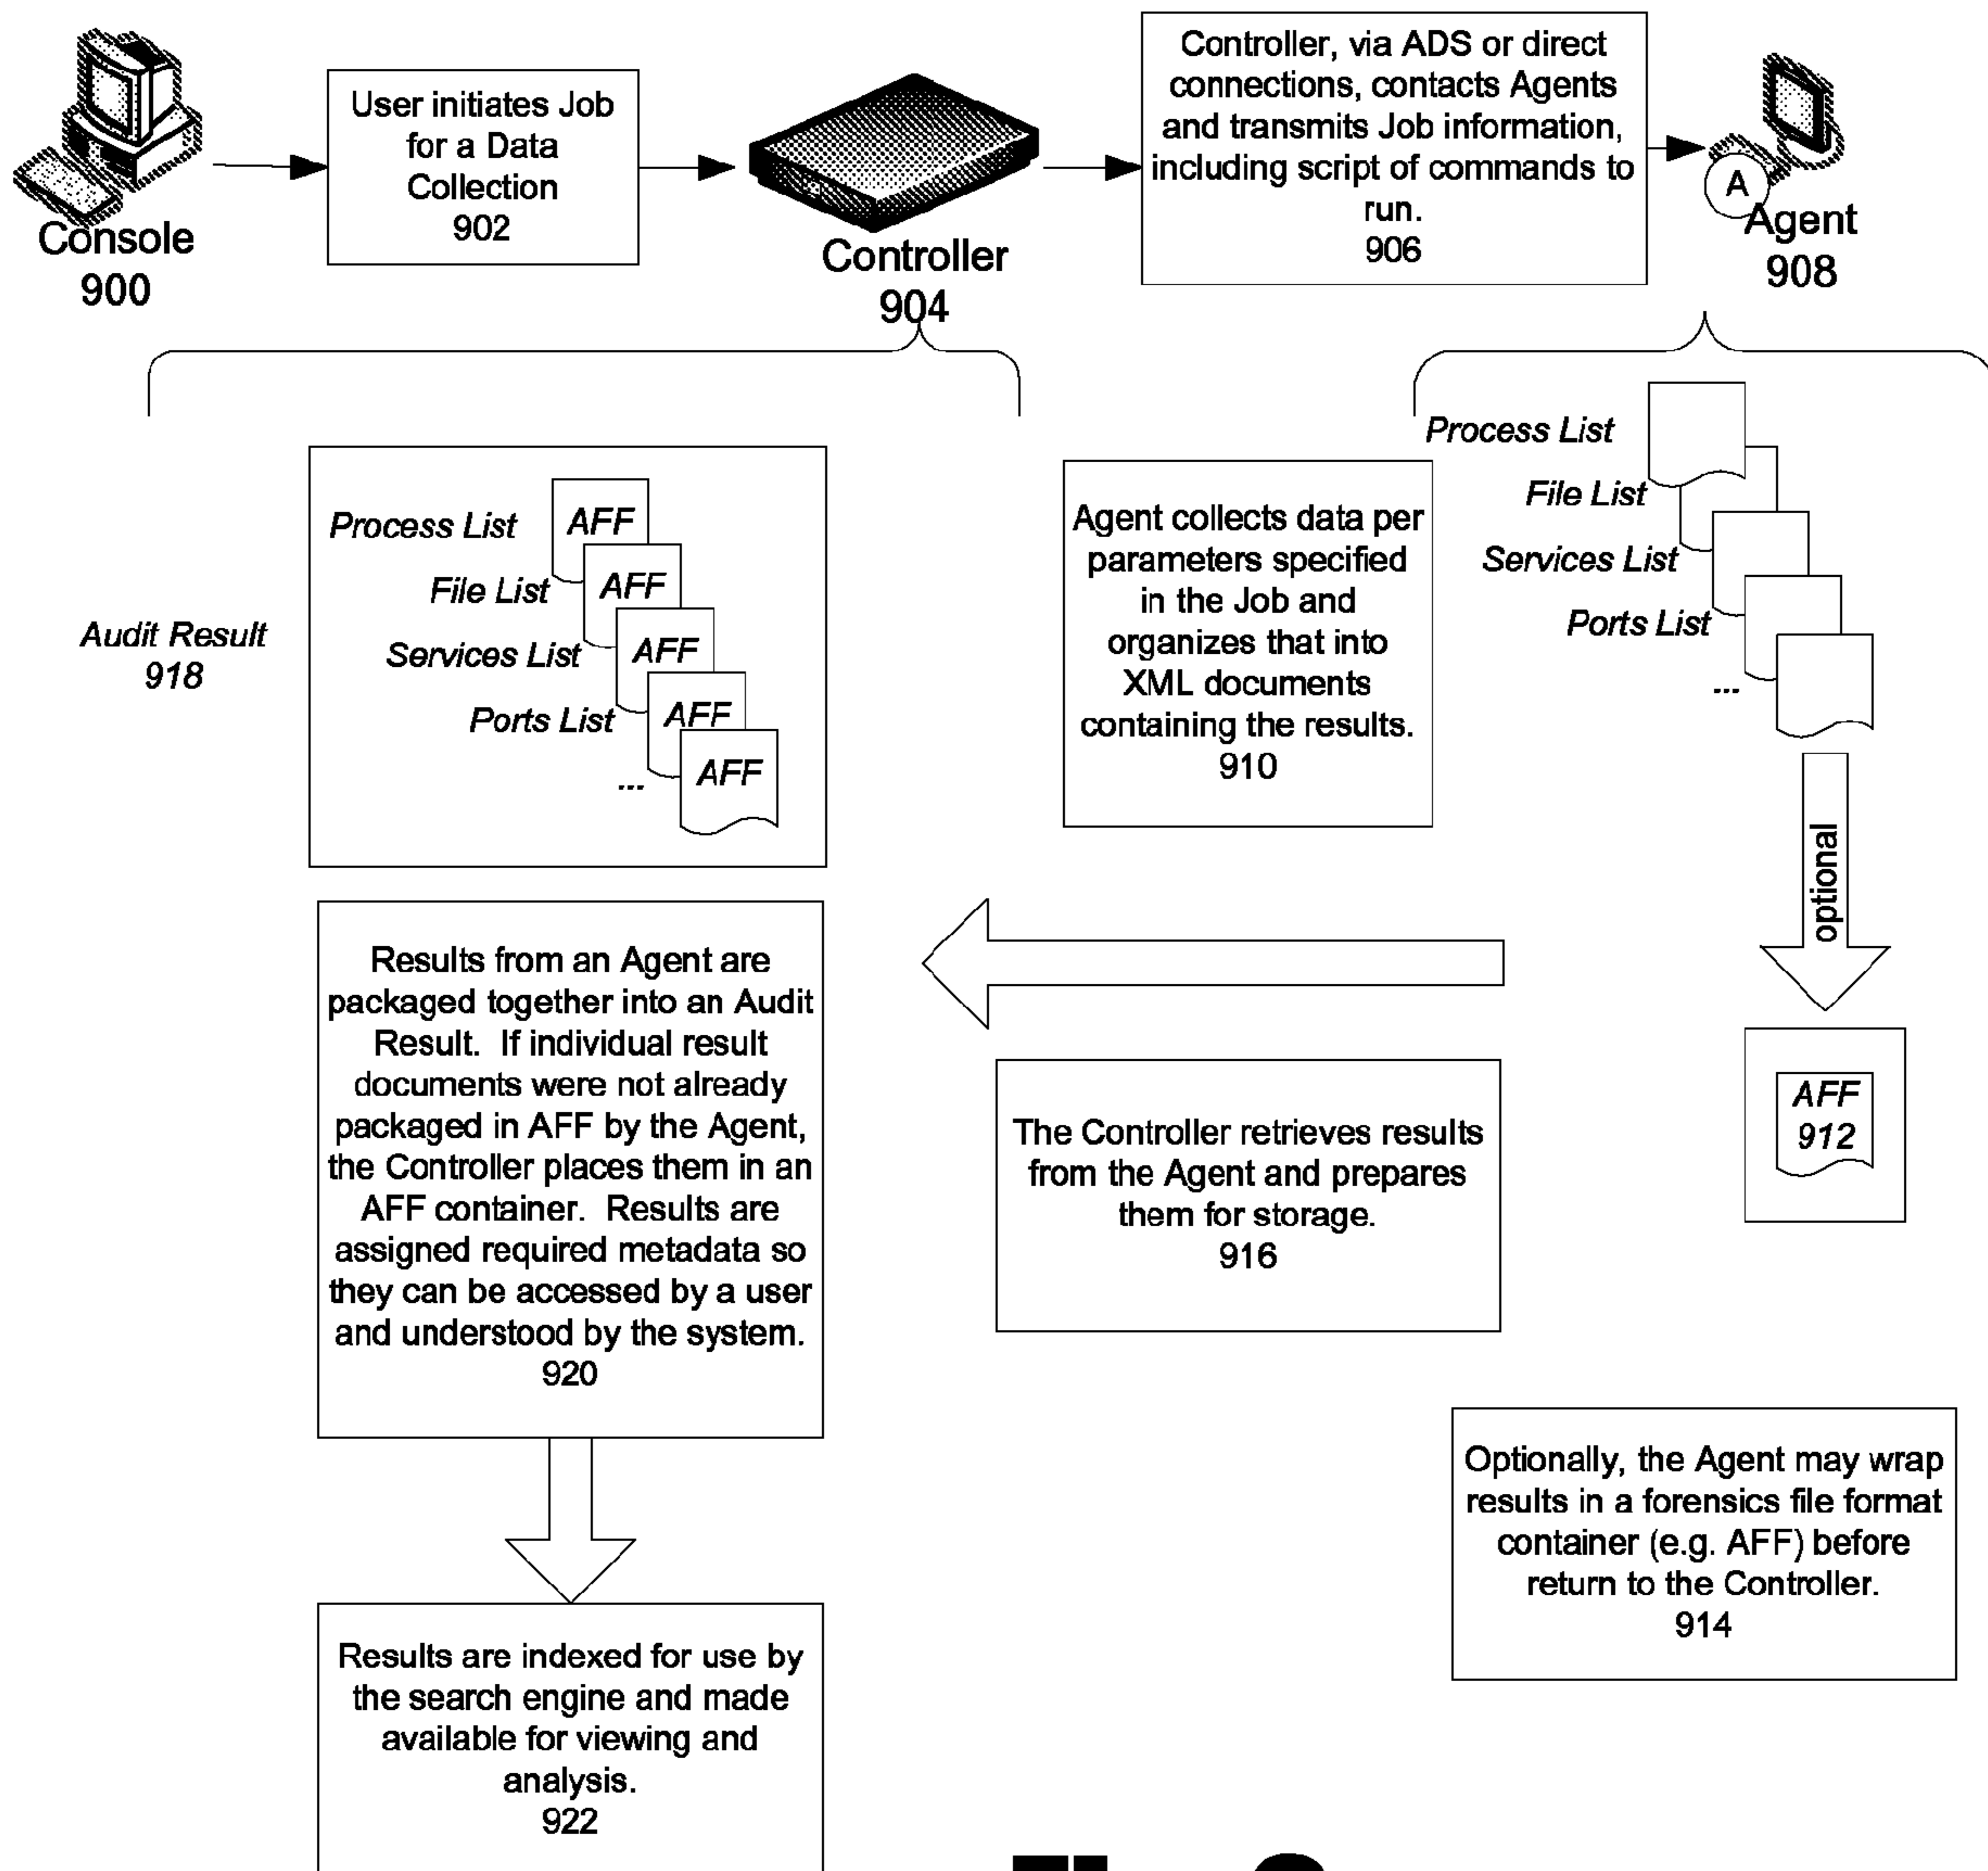 User initiates Job
for a Data
Collection
902
Console
900
Controller
904
Controller, via ADS or direct
connections, contacts Agents
and transmits Job information,
including script of commands to
run.
906
A
Agent
908
Process List
File List
Services List
Ports List
...
Agent collects data per
parameters specified
in the Job and
organizes that into
XML documents
containing the results.
910
optional
AFF
912
Optionally, the Agent may wrap
results in a forensics file format
container (e.g. AFF) before
return to the Controller.
914
The Controller retrieves results
from the Agent and prepares
them for storage.
916
Audit Result
918
Process List
AFF
File List
AFF
Services List
AFF
Ports List
AFF
...
AFF
Results from an Agent are
packaged together into an Audit
Result. If individual result
documents were not already
packaged in AFF by the Agent,
the Controller places them in an
AFF container. Results are
assigned required metadata so
they can be accessed by a user
and understood by the system.
920
Results are indexed for use by
the search engine and made
available for viewing and
analysis.
922